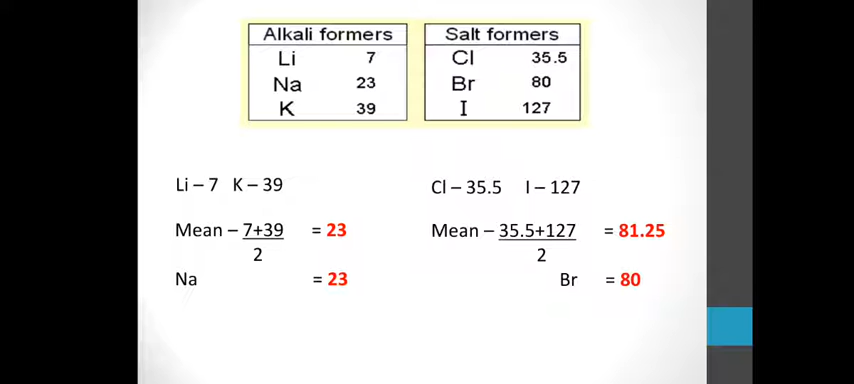 Alkali formers
Li 7
Na 23
K 39
Salt formers
Cl 35.5
Br 80
I 127
Li – 7 K – 39
Mean – 7+39 = 23
2
Na = 23
Cl – 35.5 I – 127
Mean – 35.5+127 = 81.25
2
Br = 80